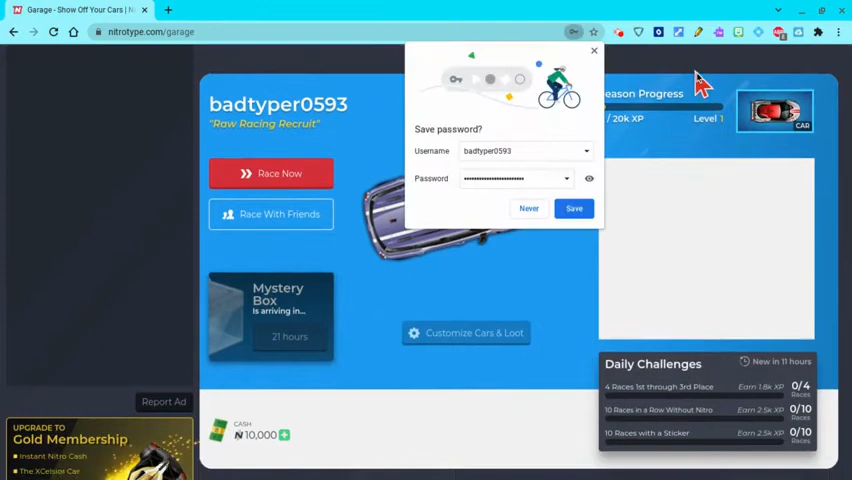 Garage - Show Off Your Cars |
nitrotype.com/garage
badtyper0593
"Raw Racing Recruit"
Race Now
Race With Friends
Mystery
Box
Is arriving in...
21 hours
Save password?
Username badtyper0593
Password ••••••••••••••••••••••••
Never Save
Customize Cars & Loot
eason Progress
/ 20k XP Level 1
CAR
Daily Challenges New in 11 hours
4 Races 1st through 3rd Place Earn 1.8k XP 0/4 Races
10 Races in a Row Without Nitro Earn 2.5k XP 0/10 Races
10 Races with a Sticker Earn 2.5k XP 0/10 Races
Report Ad
UPGRADE TO
Gold Membership
Instant Nitro Cash
The XCelsior Car
CASH
10,000